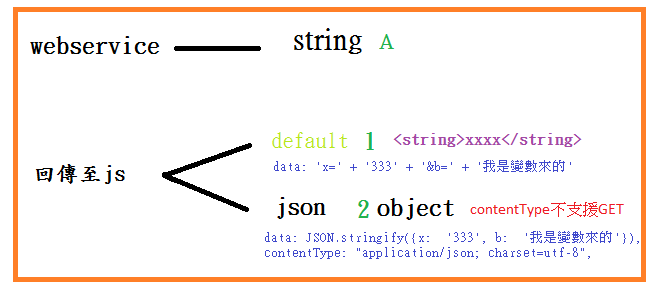 webservice string A
default 1 <string>xxxx</string>
data: 'x=' + '333' + '&b=' + '我是變數來的'
回傳至js
json 2 object contentType不支援GET
data: JSON.stringify({x: '333', b: '我是變數來的'}),
contentType: "application/json; charset=utf-8",